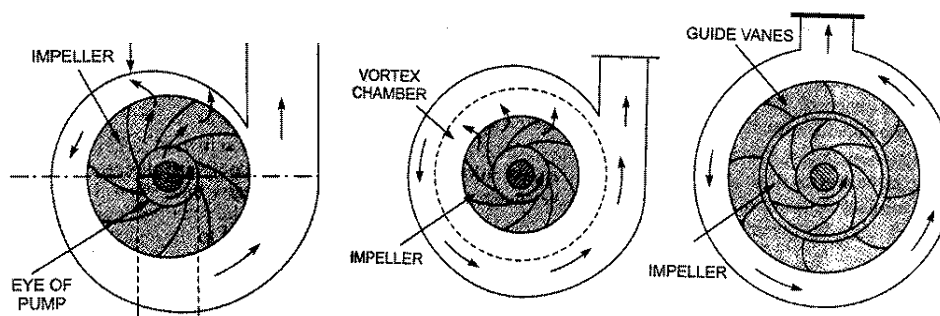 IMPELLER
EYE OF
PUMP
VORTEX
CHAMBER
IMPELLER
GUIDE VANES
IMPELLER